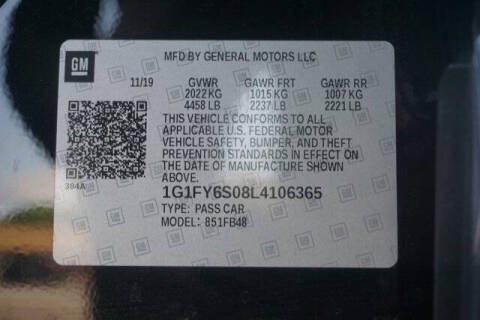 GM
MFD BY GENERAL MOTORS LLC
11/19 GVWR GAWR FRT GAWR RR
2022 KG 1015 KG 1007 KG
4458 LB 2237 LB 2221 LB
THIS VEHICLE CONFORMS TO ALL
APPLICABLE U.S. FEDERAL MOTOR
VEHICLE SAFETY, BUMPER, AND THEFT
PREVENTION STANDARDS IN EFFECT ON
THE DATE OF MANUFACTURE SHOWN
ABOVE.
394A
1G1FY6S08L4106365
TYPE: PASS CAR
MODEL: 851FB48